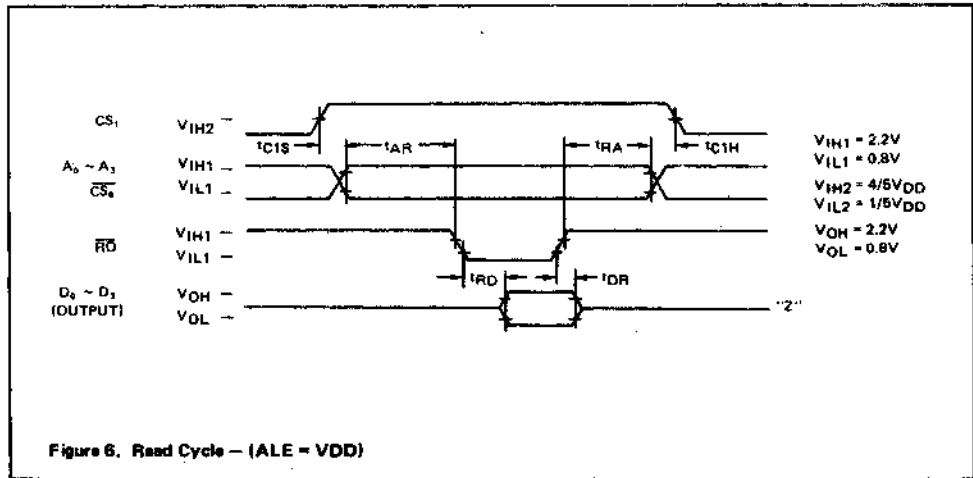 CS₁ VIH2
tC1S tAR tRA tC1H
A₀ ~ A₃ VIH1
C̅S̅₀̅ VIL1
R̅D̅ VIH1
VIL1
tRD tDR
D₀ ~ D₃ VOH
(OUTPUT) VOL
"Z"
VIH1 = 2.2V
VIL1 = 0.8V
VIH2 = 4/5VDD
VIL2 = 1/5VDD
VOH = 2.2V
VOL = 0.8V
Figure 6. Read Cycle — (ALE = VDD)